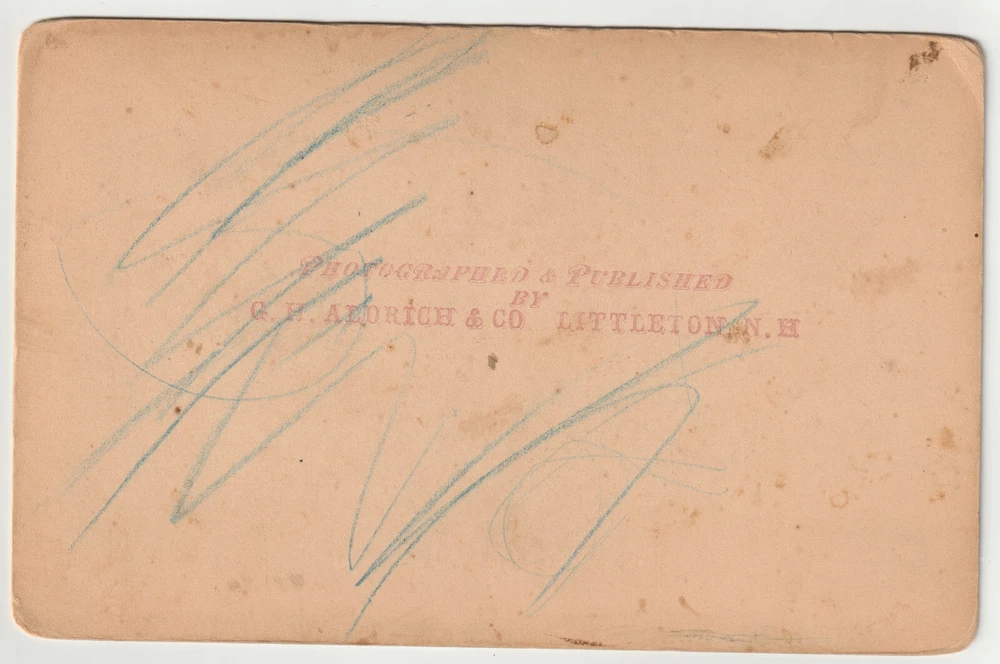 PHOTOGRAPHED & PUBLISHED
BY
G. H. ALDRICH & CO LITTLETON, N. H